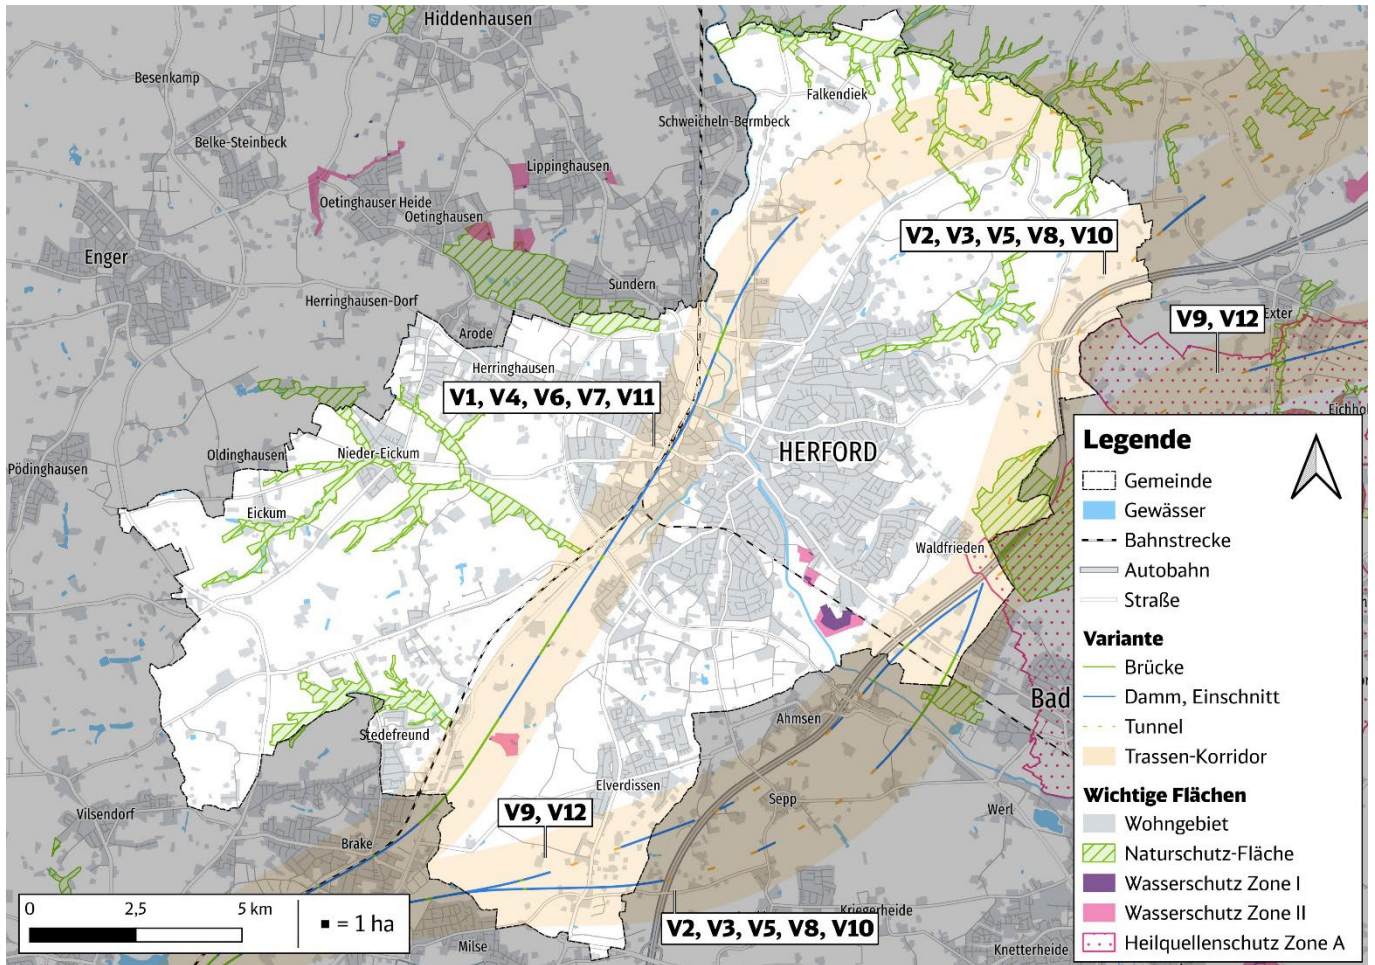 Hiddenhausen
Besenkamp
Falkendiek
Schweicheln-Bermbeck
Belke-Steinbeck
Lippinghausen
Oetinghauser Heide
Oetinghausen
V2, V3, V5, V8, V10
Enger
Sundern
Herringhausen-Dorf
V9, V12
Exter
Arode
Herringhausen
V1, V4, V6, V7, V11
Eichho
HERFORD
Oldinghausen
Nieder-Eickum
Pödinghausen
Eickum
Waldfrieden
Bad
Ahmsen
Stedefreund
Elverdissen
Sepp
Werl
Vilsendorf
V9, V12
Brake
Kriegerheide
V2, V3, V5, V8, V10
Milse
Knetterheide
0 2,5 5 km
= 1 ha
Legende
Gemeinde
Gewässer
Bahnstrecke
Autobahn
Straße
Variante
Brücke
Damm, Einschnitt
Tunnel
Trassen-Korridor
Wichtige Flächen
Wohngebiet
Naturschutz-Fläche
Wasserschutz Zone I
Wasserschutz Zone II
Heilquellenschutz Zone A